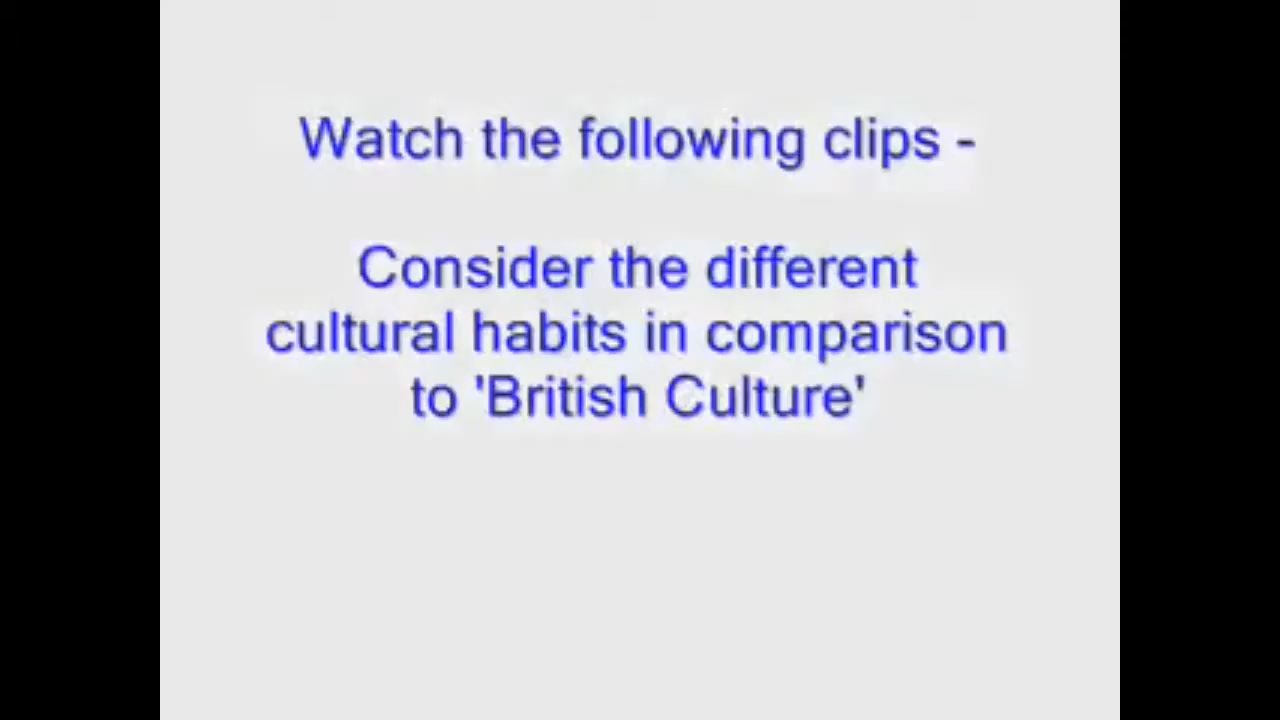 Watch the following clips -
Consider the different
cultural habits in comparison
to 'British Culture'